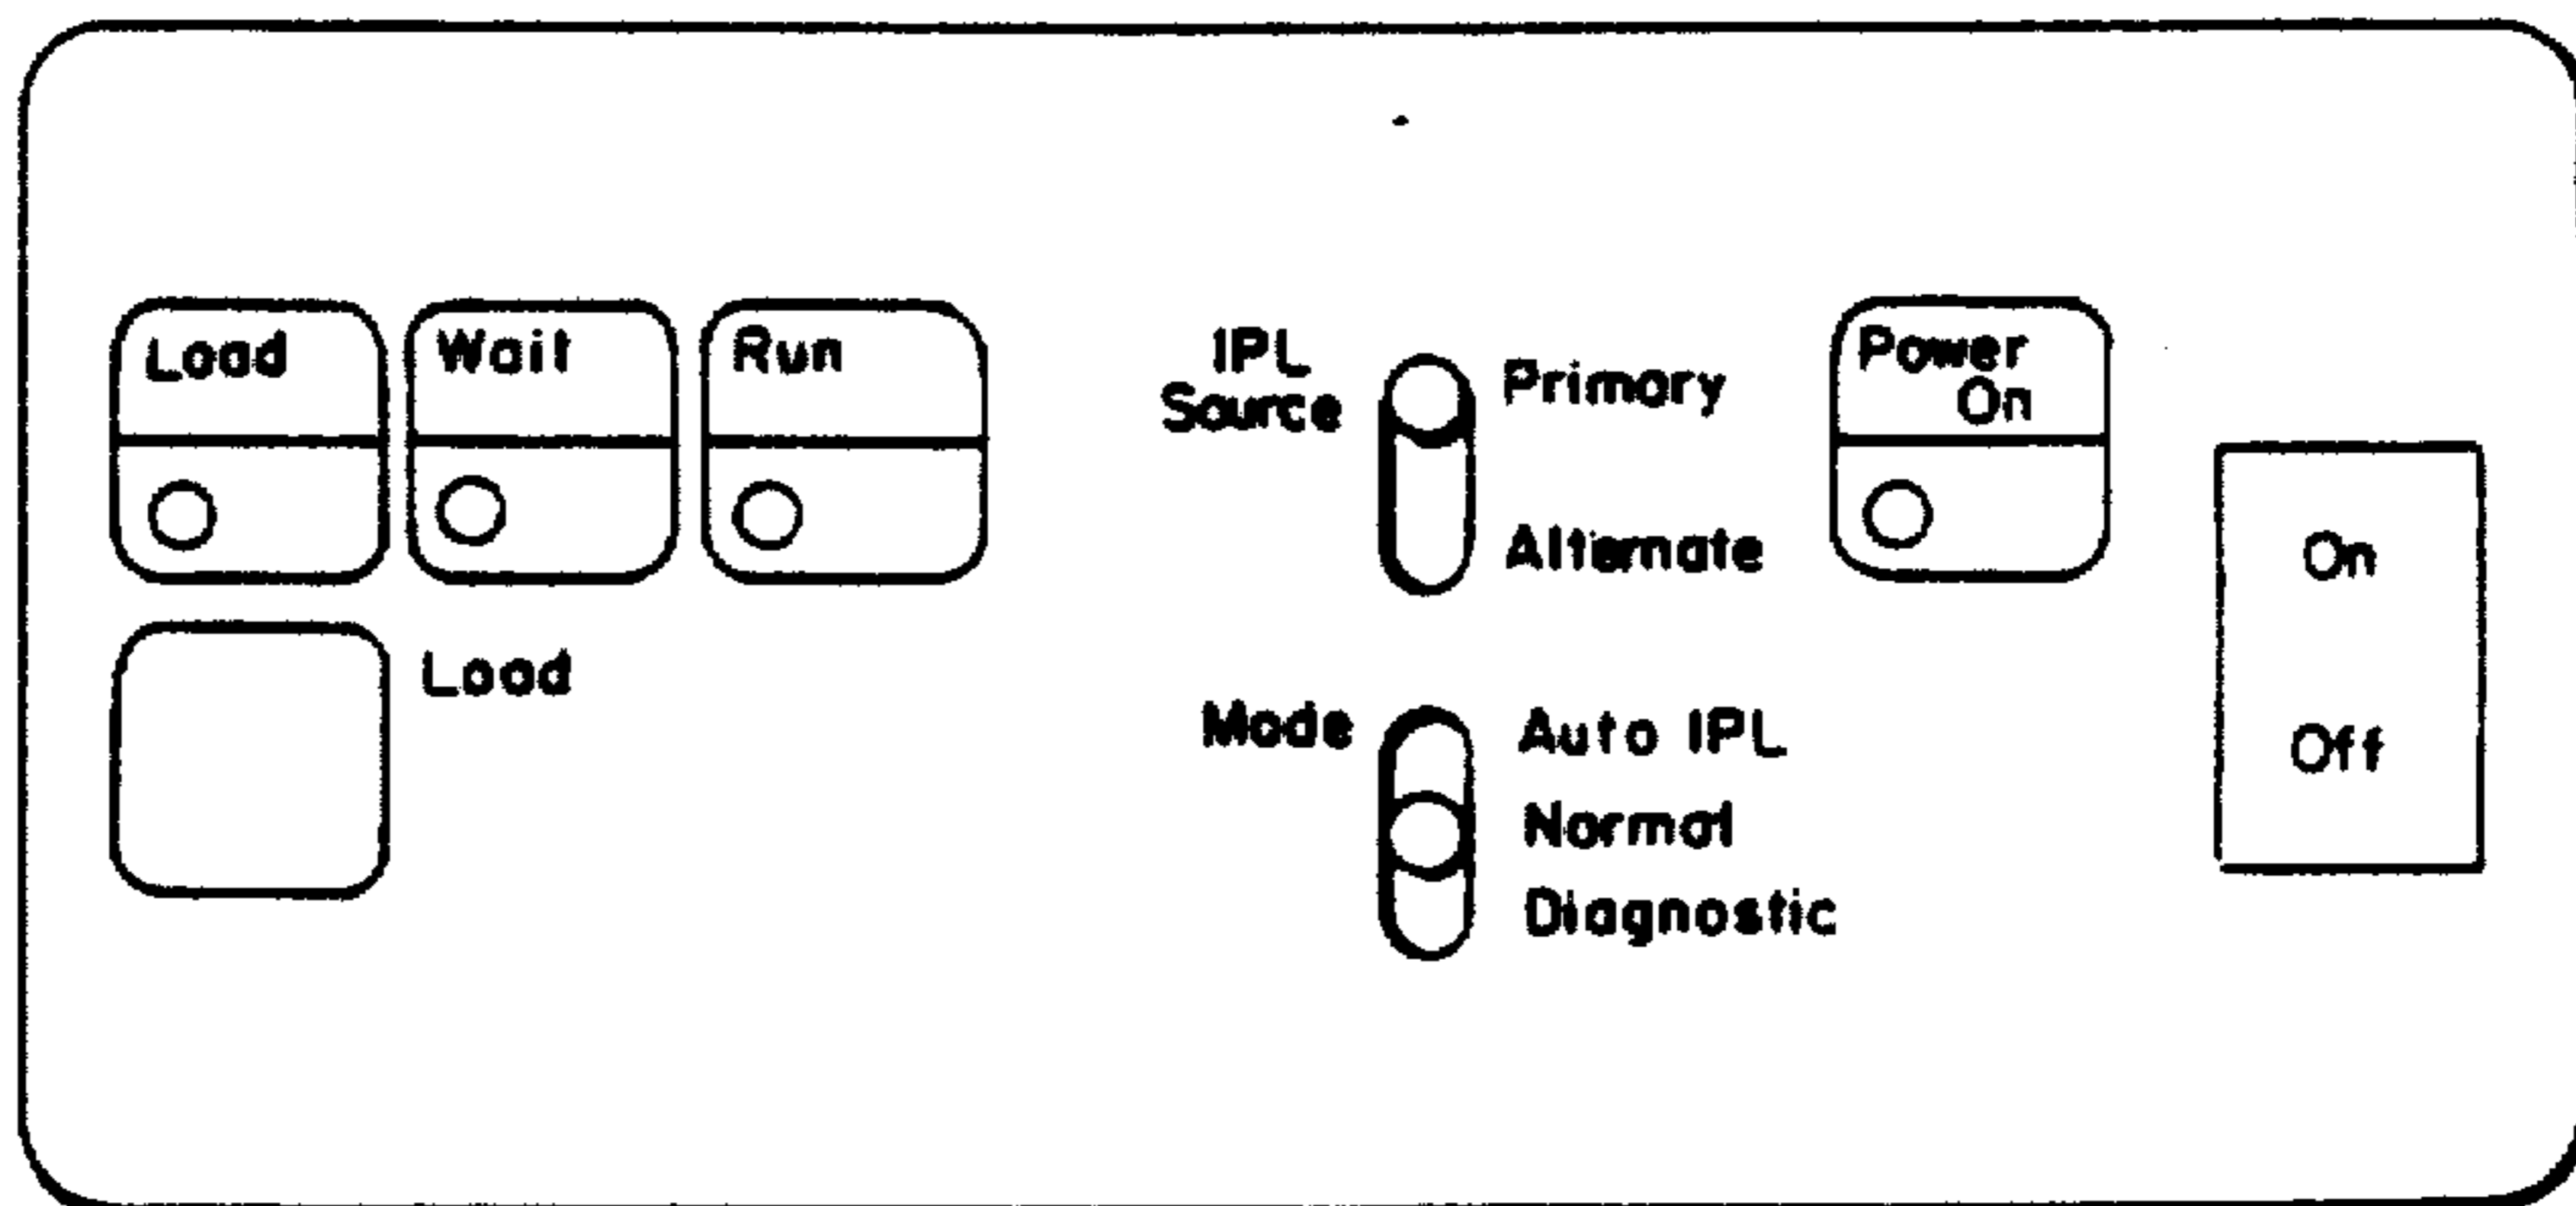 Load
Wait
Run
IPL
Source
Primary
Alternate
Power
On
On
Off
Load
Mode
Auto IPL
Normal
Diagnostic